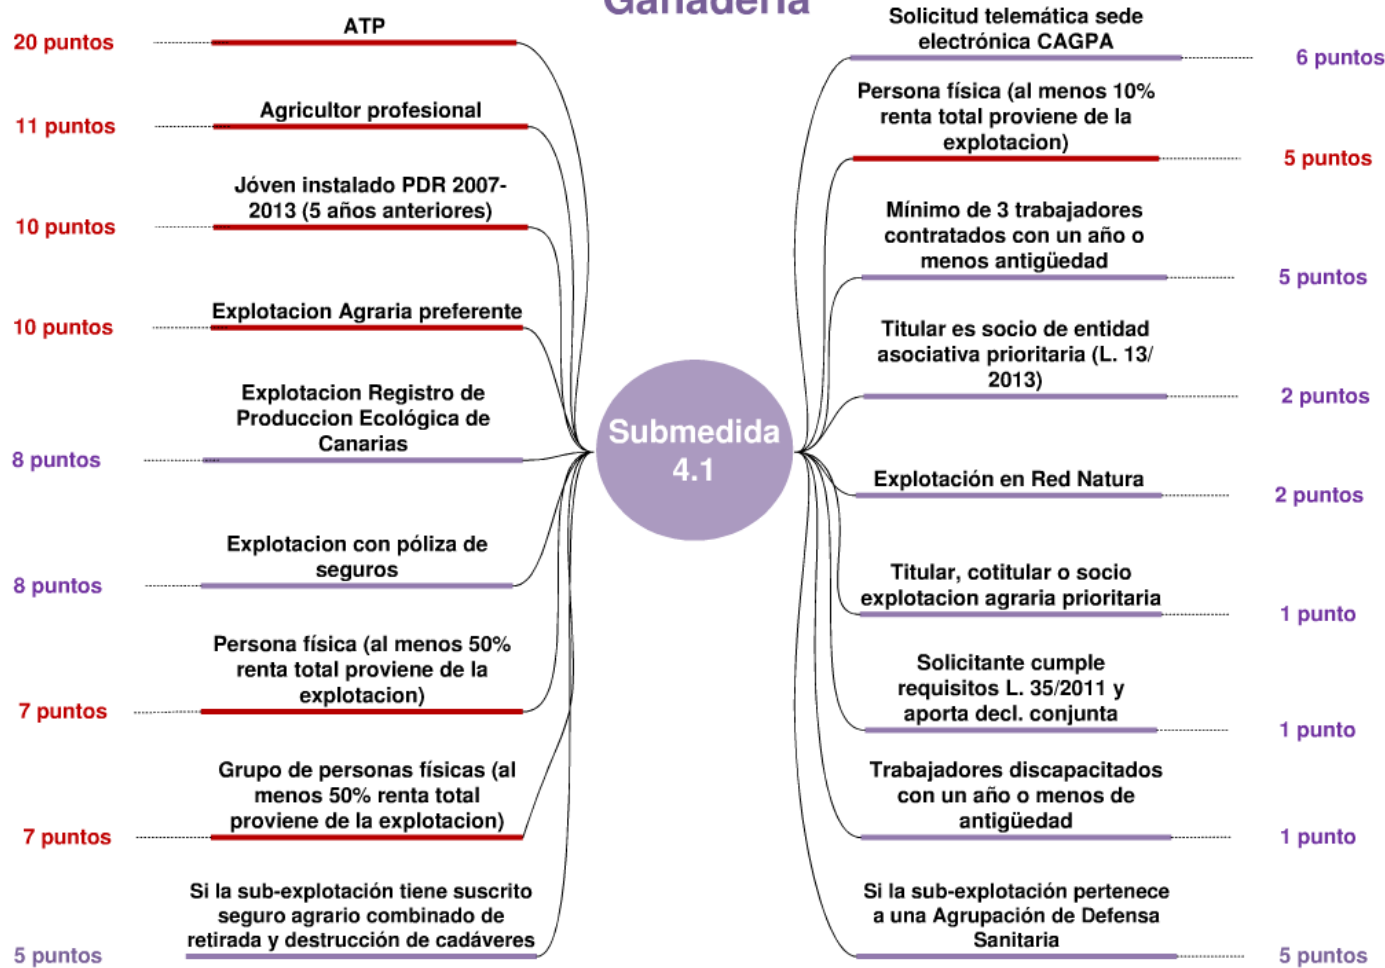 Ganadería
ATP
20 puntos
Agricultor profesional
11 puntos
Jóven instalado PDR 2007-
2013 (5 años anteriores)
10 puntos
Explotacion Agraria preferente
10 puntos
Explotacion Registro de
Produccion Ecológica de
Canarias
8 puntos
Explotacion con póliza de
seguros
8 puntos
Persona física (al menos 50%
renta total proviene de la
explotacion)
7 puntos
Grupo de personas físicas (al
menos 50% renta total
proviene de la explotacion)
7 puntos
Si la sub-explotación tiene suscrito
seguro agrario combinado de
retirada y destrucción de cadáveres
5 puntos
Submedida
4.1
Solicitud telemática sede
electrónica CAGPA
6 puntos
Persona física (al menos 10%
renta total proviene de la
explotacion)
5 puntos
Mínimo de 3 trabajadores
contratados con un año o
menos antigüedad
5 puntos
Titular es socio de entidad
asociativa prioritaria (L. 13/
2013)
2 puntos
Explotación en Red Natura
2 puntos
Titular, cotitular o socio
explotacion agraria prioritaria
1 punto
Solicitante cumple
requisitos L. 35/2011 y
aporta decl. conjunta
1 punto
Trabajadores discapacitados
con un año o menos de
antigüedad
1 punto
Si la sub-explotación pertenece
a una Agrupación de Defensa
Sanitaria
5 puntos